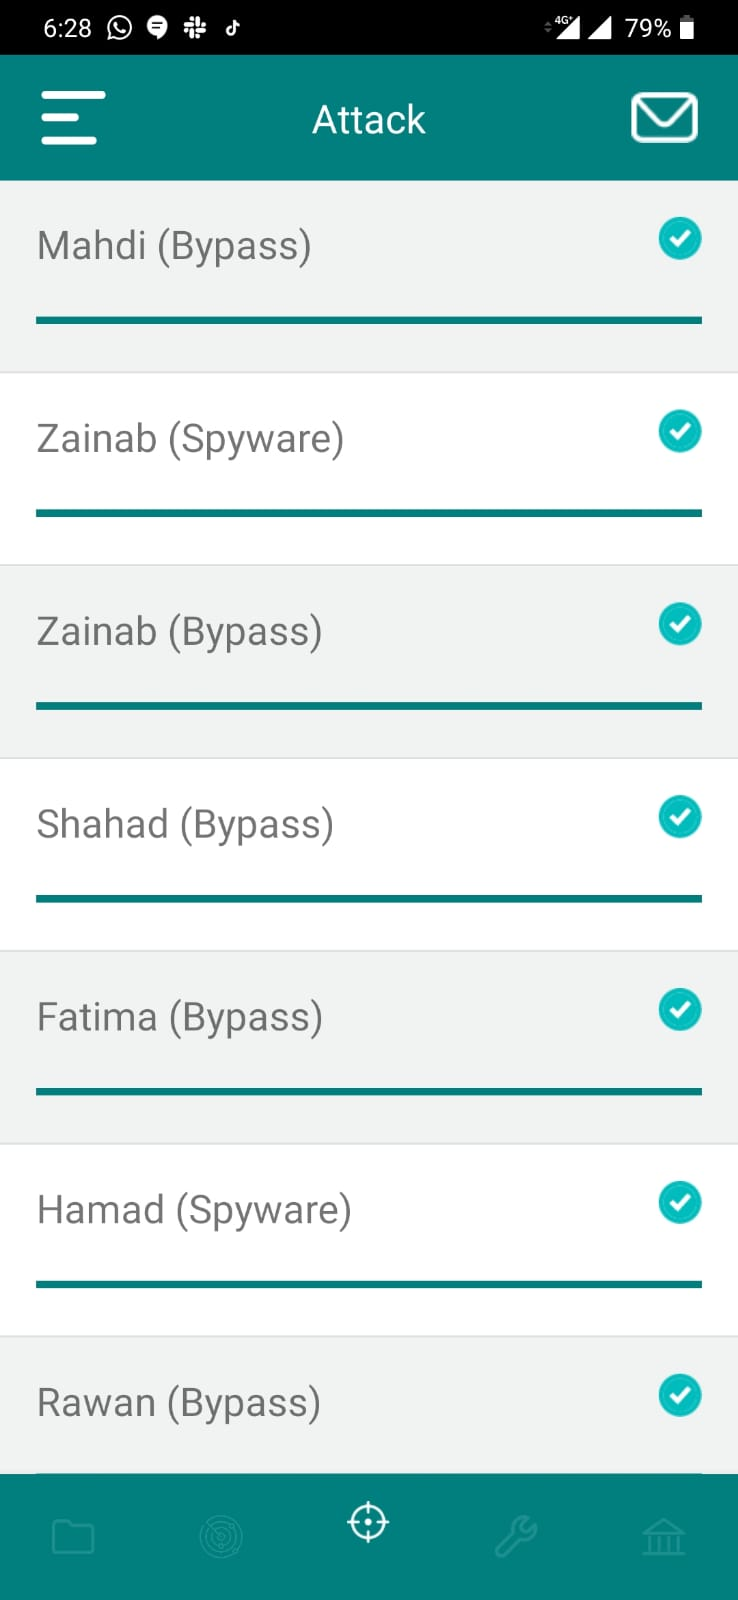 6:28 4G+ 79%
Attack
Mahdi (Bypass)
Zainab (Spyware)
Zainab (Bypass)
Shahad (Bypass)
Fatima (Bypass)
Hamad (Spyware)
Rawan (Bypass)